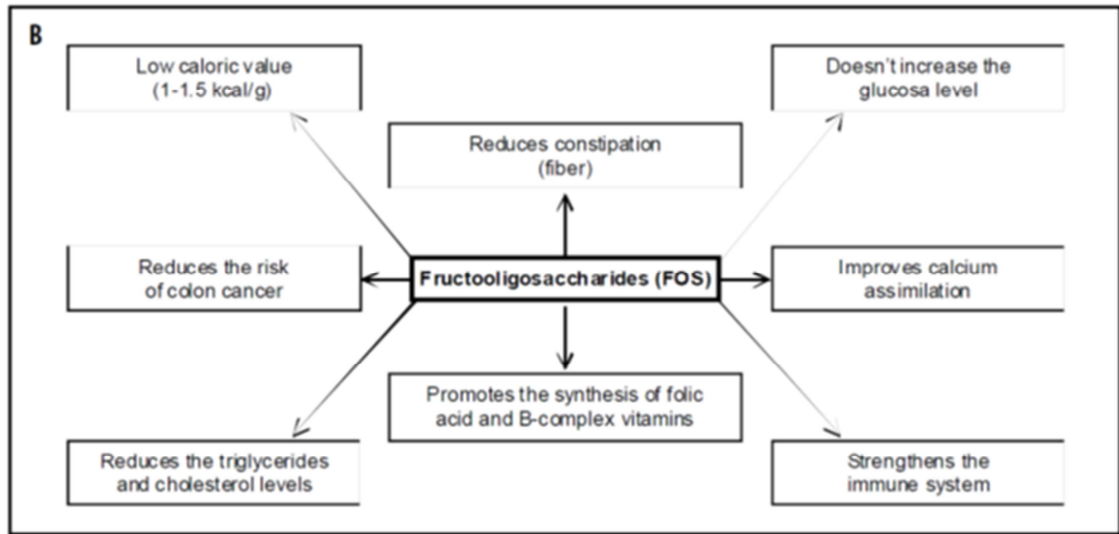 B
Low caloric value
(1-1.5 kcal/g)
Doesn't increase the
glucosa level
Reduces constipation
(fiber)
Reduces the risk
of colon cancer
Fructooligosaccharides (FOS)
Improves calcium
assimilation
Promotes the synthesis of folic
acid and B-complex vitamins
Reduces the triglycerides
and cholesterol levels
Strengthens the
immune system